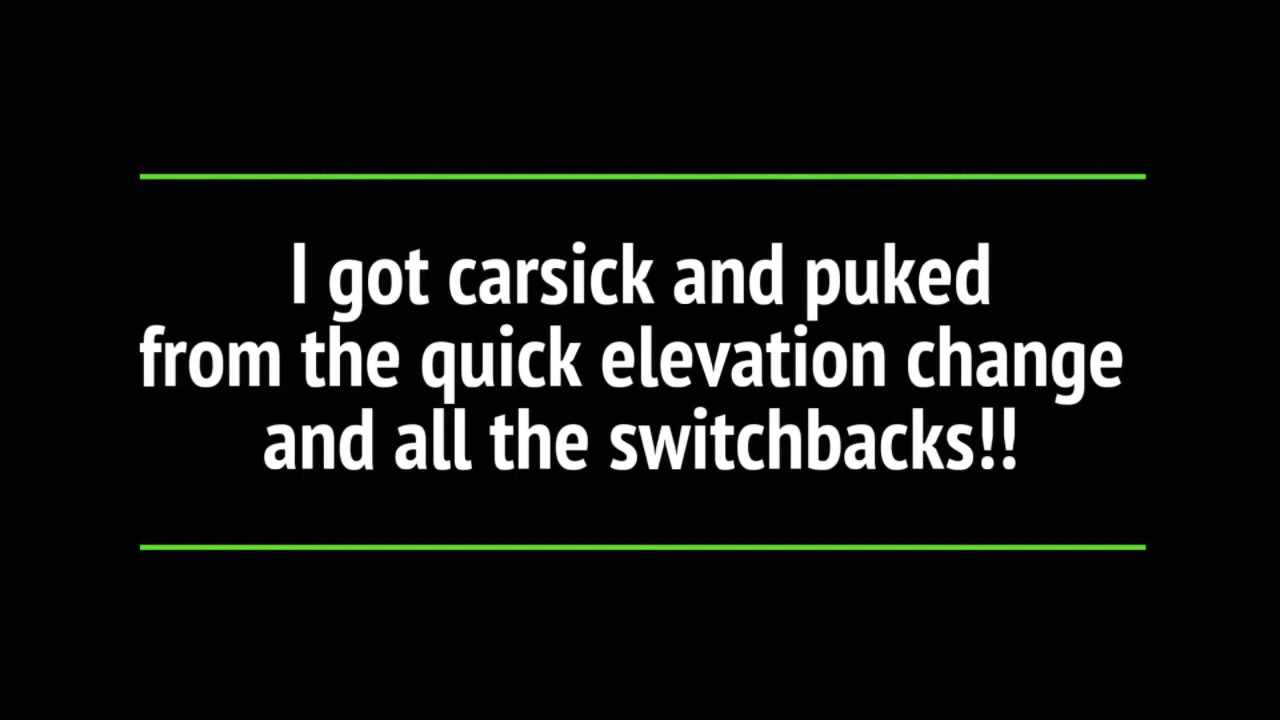 I got carsick and puked
from the quick elevation change
and all the switchbacks!!